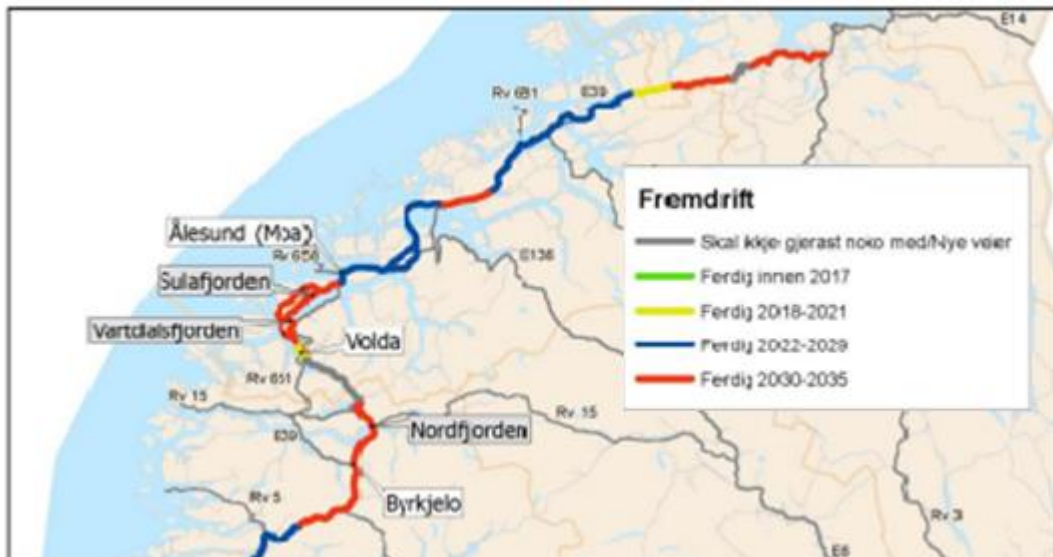 E14
Rv 681
E39
Fremdrift
Skal ikkje gjerast noko med/Nye veier
Ferdig innen 2017
Ferdig 2018-2021
Ferdig 2022-2029
Ferdig 2030-2035
Ålesund (Moa)
Rv 656
E136
Sulafjorden
Vartdalsfjorden
Volda
Rv 651
Rv 15
Rv 15
Nordfjorden
E39
Byrkjelo
Rv 5
Rv 3
E6